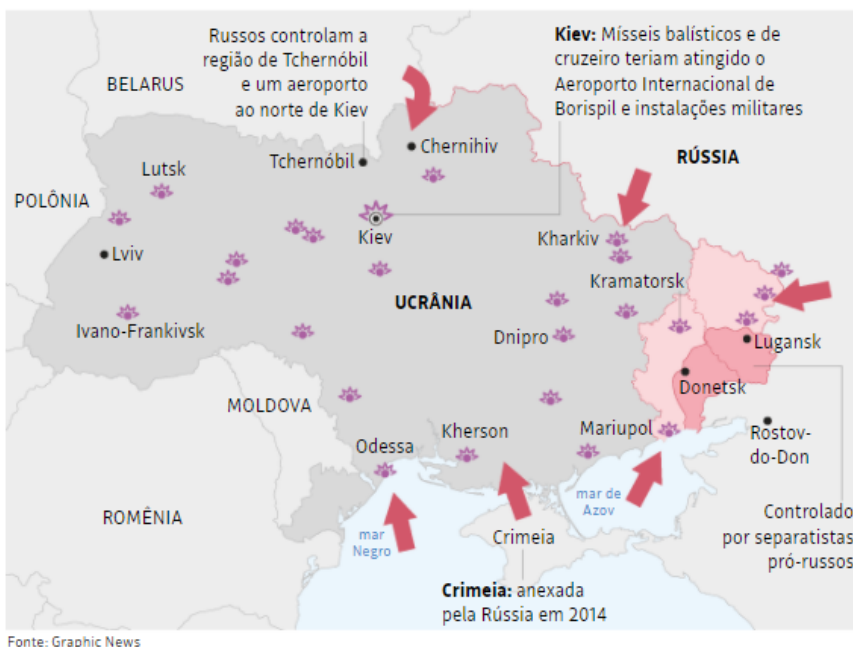 Russos controlam a
região de Tchernóbil
e um aeroporto
ao norte de Kiev
Kiev: Mísseis balísticos e de
cruzeiro teriam atingido o
Aeroporto Internacional de
Borispil e instalações militares
BELARUS
Chernihiv
Tchernóbil
RÚSSIA
Lutsk
POLÔNIA
Kiev
Kharkiv
Lviv
Kramatorsk
UCRÂNIA
Ivano-Frankivsk
Dnipro
Lugansk
Donetsk
MOLDOVA
Kherson
Mariupol
Rostov-
do-Don
Odessa
mar de
Azov
ROMÊNIA
mar
Negro
Crimeia
Controlado
por separatistas
pró-russos
Crimeia: anexada
pela Rússia em 2014
Fonte: Graphic News